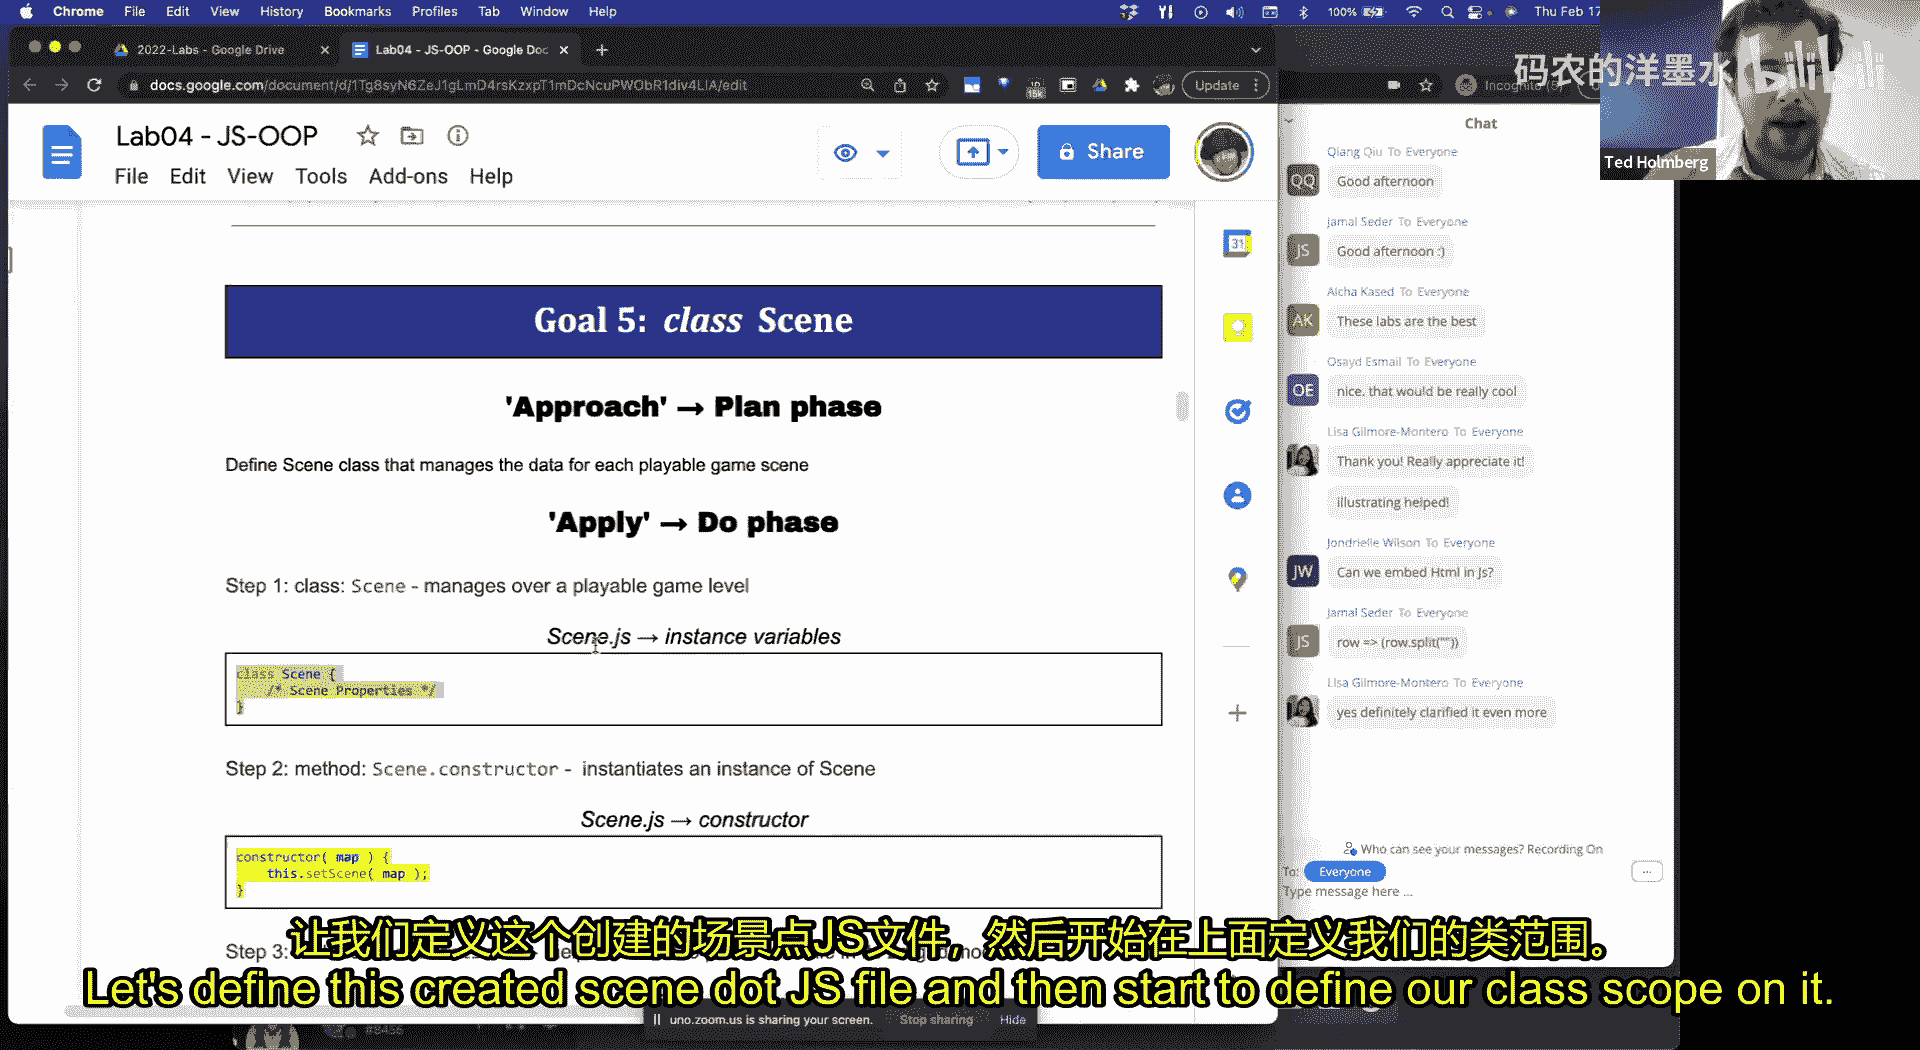 Chrome File Edit View History Bookmarks Profiles Tab Window Help
100%
Thu Feb 17
2022-Labs - Google Drive
Lab04 - JS-OOP - Google Doc
docs.google.com/document/d/1Tg8syN6ZeJ1gLmD4rsKzxpT1mDcNcuPWObR1div4LIA/edit
15k
Update
码农的洋墨水
bilibili
Ted Holmberg
Lab04 - JS-OOP
Share
File Edit View Tools Add-ons Help
31
Goal 5: class Scene
'Approach' → Plan phase
Define Scene class that manages the data for each playable game scene
'Apply' → Do phase
Step 1: class: Scene - manages over a playable game level
Scene.js → instance variables
class Scene {
/* Scene Properties */
}
Step 2: method: Scene.constructor - instantiates an instance of Scene
Scene.js → constructor
constructor( map ) {
this.setScene( map );
}
Step 3:
Chat
Qiang Qiu To Everyone
QQ
Good afternoon
Jamal Seder To Everyone
JS
Good afternoon :)
Aicha Kased To Everyone
AK
These labs are the best
Osayd Esmail To Everyone
OE
nice. that would be really cool
Lisa Gilmore-Montero To Everyone
Thank you! Really appreciate it!
illustrating helped!
Jondrielle Wilson To Everyone
JW
Can we embed Html in Js?
Jamal Seder To Everyone
JS
row => (row.split(""))
Lisa Gilmore-Montero To Everyone
yes definitely clarified it even more
Who can see your messages? Recording On
To: Everyone
Type message here ...
让我们定义这个创建的场景点JS文件，然后开始在上面定义我们的类范围。
Let's define this created scene dot JS file and then start to define our class scope on it.
uno.zoom.us is sharing your screen. Stop sharing Hide
#8456